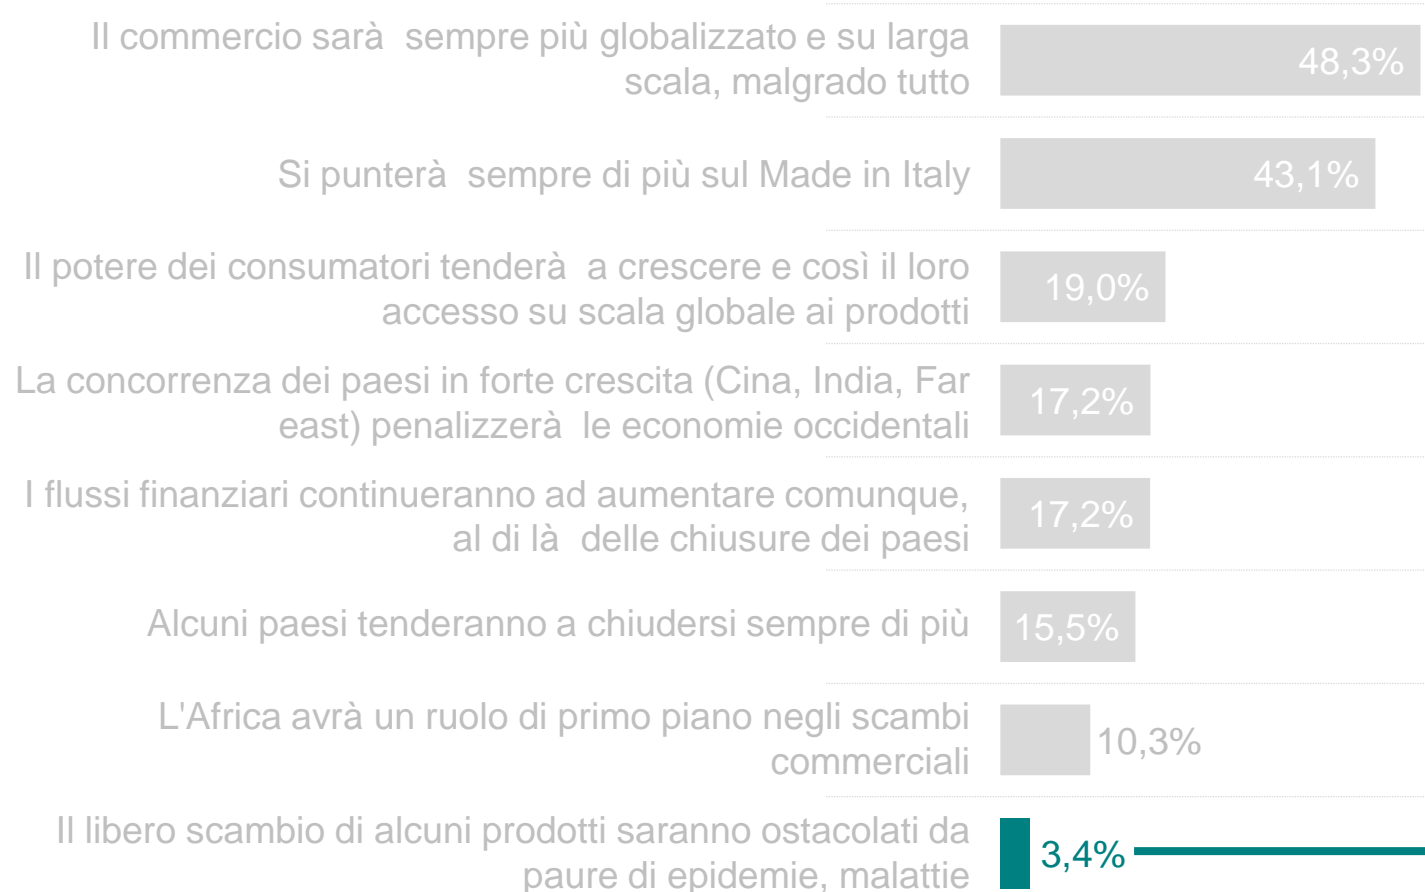 Il commercio sarà sempre più globalizzato e su larga
scala, malgrado tutto
48,3%
Si punterà sempre di più sul Made in Italy
43,1%
Il potere dei consumatori tenderà a crescere e così il loro
accesso su scala globale ai prodotti
19,0%
La concorrenza dei paesi in forte crescita (Cina, India, Far
east) penalizzerà le economie occidentali
17,2%
I flussi finanziari continueranno ad aumentare comunque,
al di là delle chiusure dei paesi
17,2%
Alcuni paesi tenderanno a chiudersi sempre di più
15,5%
L'Africa avrà un ruolo di primo piano negli scambi
commerciali
10,3%
Il libero scambio di alcuni prodotti saranno ostacolati da
paure di epidemie, malattie
3,4%